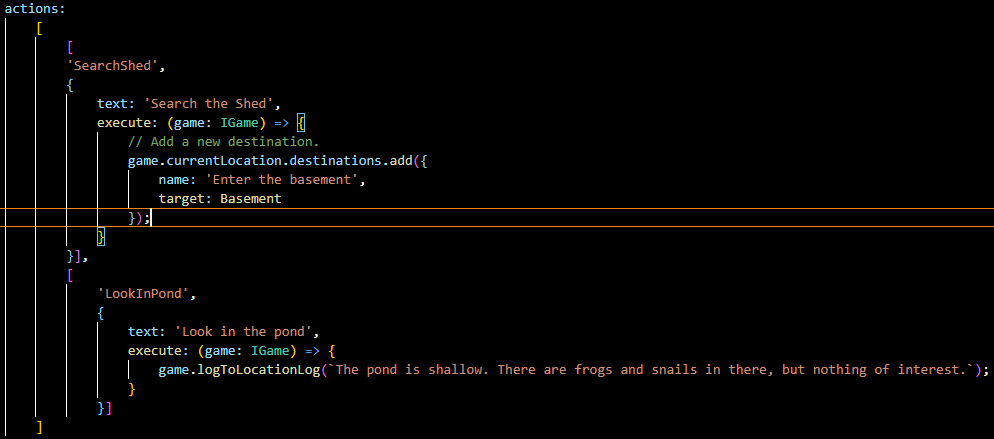 actions:
[
[
'SearchShed',
{
text: 'Search the Shed',
execute: (game: IGame) => {
// Add a new destination.
game.currentLocation.destinations.add({
name: 'Enter the basement',
target: Basement
});
}
}],
[
'LookInPond',
{
text: 'Look in the pond',
execute: (game: IGame) => {
game.logToLocationLog(`The pond is shallow. There are frogs and snails in there, but nothing of interest.`);
}
}]
]